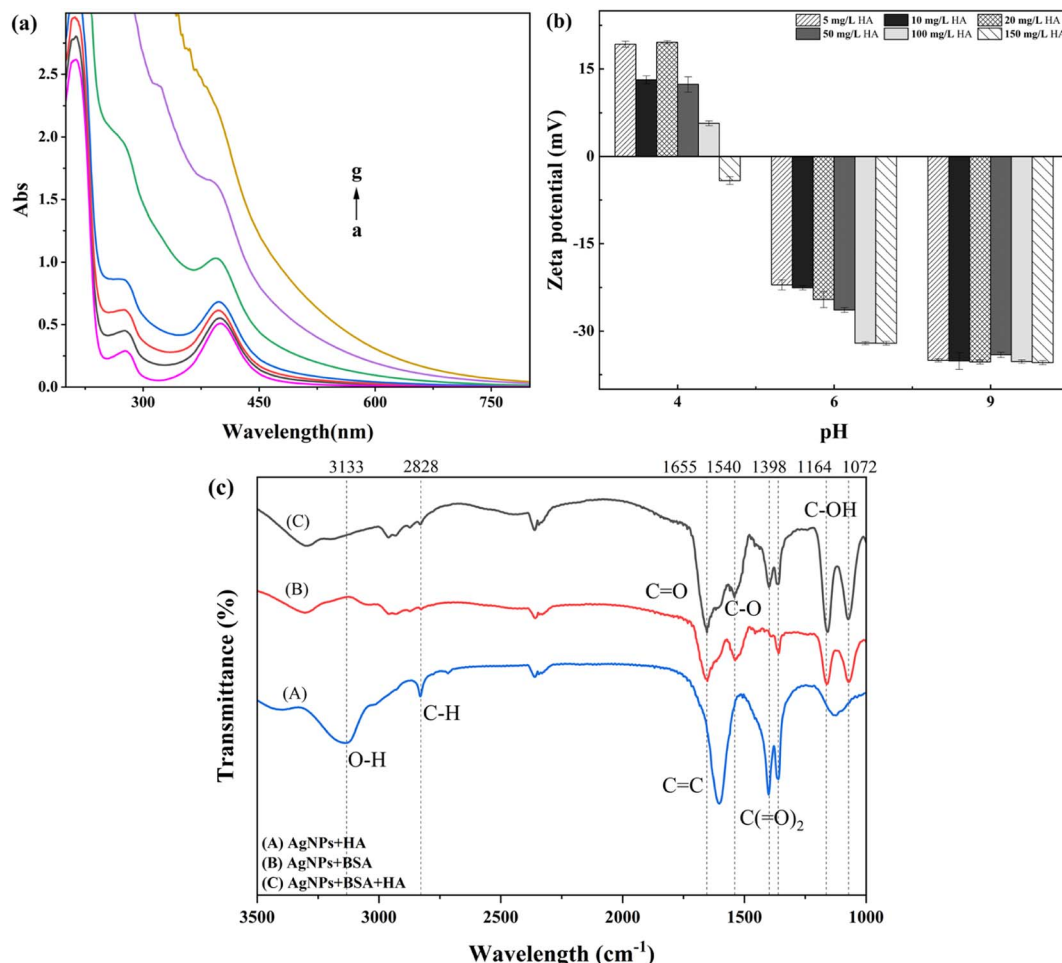 (a)
Abs
2.5
2.0
1.5
1.0
0.5
0.0
g
a
300 450 600 750
Wavelength(nm)
(b)
5 mg/L HA 10 mg/L HA 20 mg/L HA
50 mg/L HA 100 mg/L HA 150 mg/L HA
Zeta potential (mV)
15
0
-15
-30
4 6 9
pH
3133 2828 1655 1540 1398 1164 1072
(c)
(C)
C-OH
(B)
C=O
C-O
(A)
C-H
O-H
C=C
C(=O)₂
Transmittance (%)
(A) AgNPs+HA
(B) AgNPs+BSA
(C) AgNPs+BSA+HA
3500 3000 2500 2000 1500 1000
Wavelength (cm⁻¹)